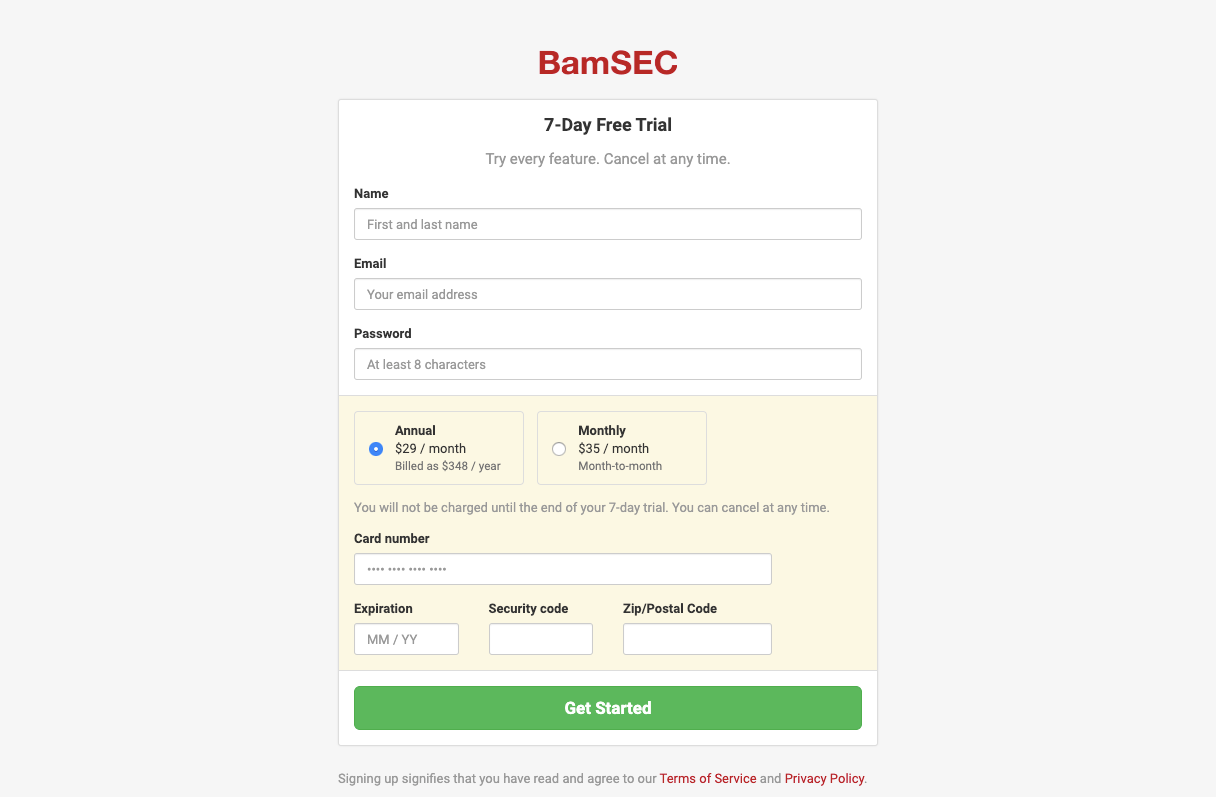 BamSEC
7-Day Free Trial
Try every feature. Cancel at any time.
Name
First and last name
Email
Your email address
Password
At least 8 characters
Annual
$29 / month
Billed as $348 / year
Monthly
$35 / month
Month-to-month
You will not be charged until the end of your 7-day trial. You can cancel at any time.
Card number
•••• •••• •••• ••••
Expiration
MM / YY
Security code
Zip/Postal Code
Get Started
Signing up signifies that you have read and agree to our Terms of Service and Privacy Policy.